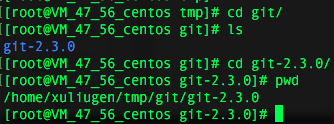 [[root@VM_47_56_centos tmp]# cd git/
[[root@VM_47_56_centos git]# ls
git-2.3.0
[[root@VM_47_56_centos git]# cd git-2.3.0/
[[root@VM_47_56_centos git-2.3.0]# pwd
/home/xuliugen/tmp/git/git-2.3.0
[root@VM_47_56_centos git-2.3.0]#